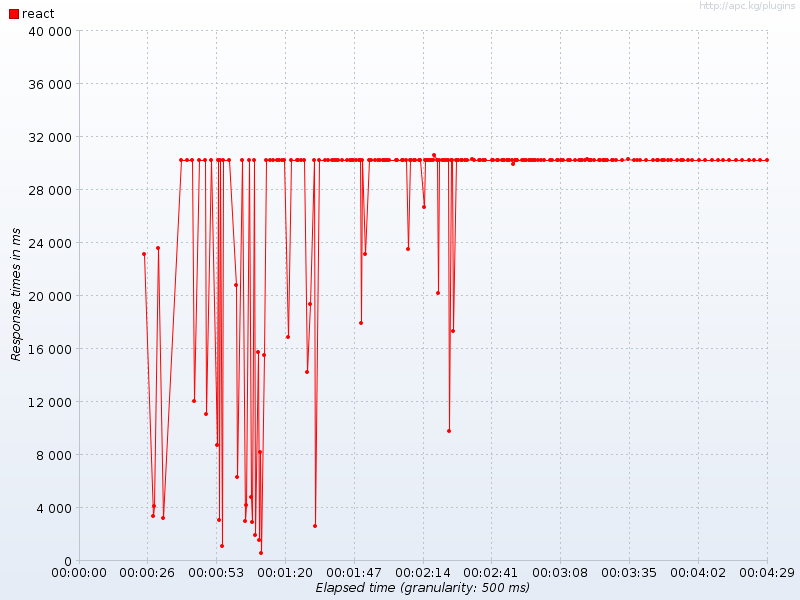 http://apc.kg/plugins
react
40 000
36 000
32 000
28 000
24 000
20 000
16 000
12 000
8 000
4 000
0
Response times in ms
00:00:00 00:00:26 00:00:53 00:01:20 00:01:47 00:02:14 00:02:41 00:03:08 00:03:35 00:04:02 00:04:29
Elapsed time (granularity: 500 ms)